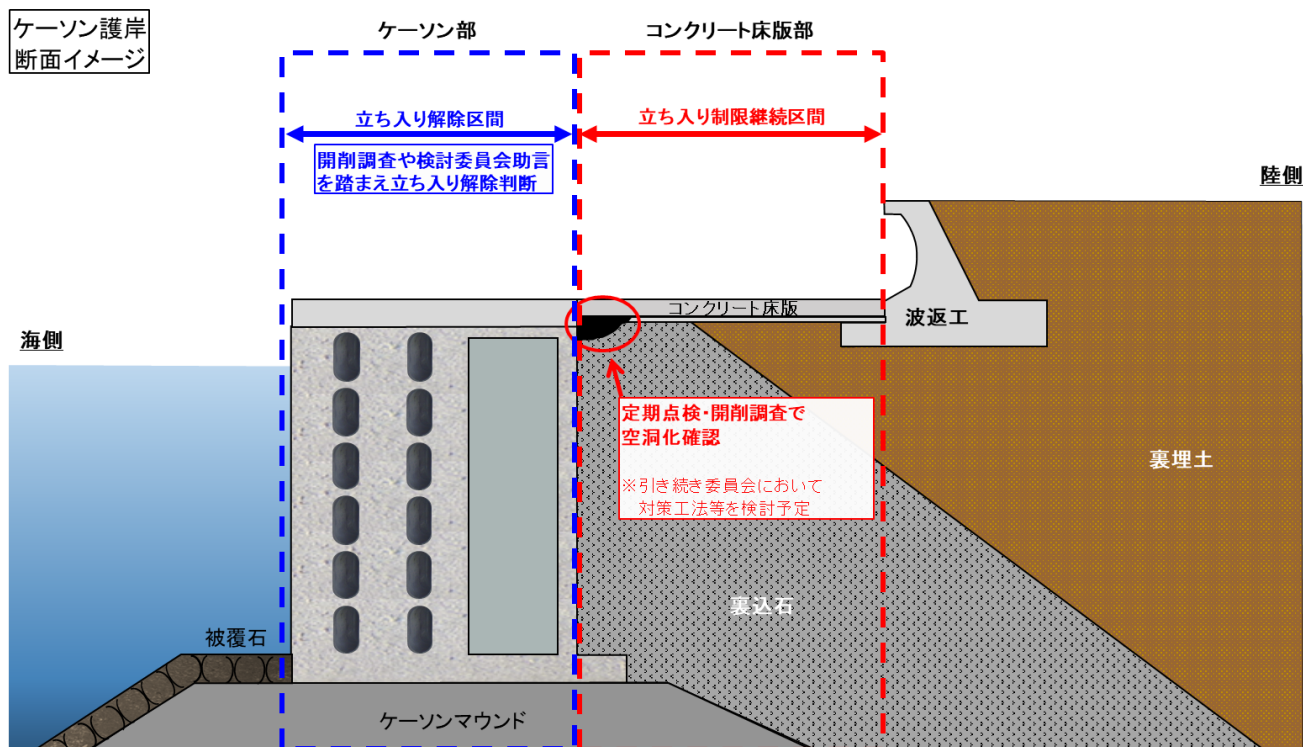 ケーソン護岸
断面イメージ
ケーソン部
コンクリート床版部
立ち入り解除区間
立ち入り制限継続区間
開削調査や検討委員会助言
を踏まえ立ち入り解除判断
陸側
海側
コンクリート床版
波返工
定期点検・開削調査で
空洞化確認
※引き続き委員会において
対策工法等を検討予定
裏埋土
裏込石
被覆石
ケーソンマウンド